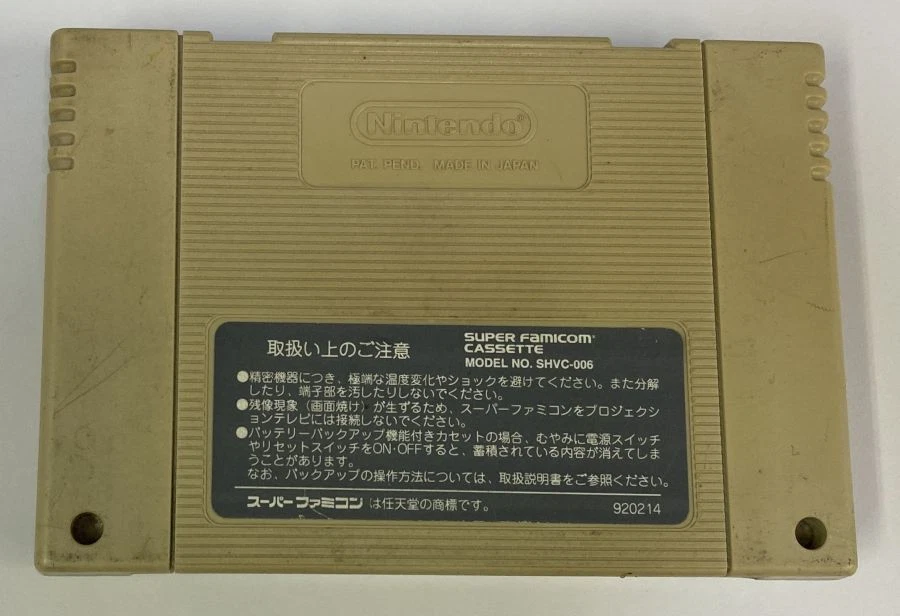 Nintendo®
PAT. PEND. MADE IN JAPAN
取扱い上のご注意
SUPER FAMICOM
CASSETTE
MODEL NO. SHVC-006
●精密機器につき、極端な温度変化やショックを避けてください。また分解
したり、端子部を汚したりしないでください。
●残像現象(画面焼け)が生ずるため、スーパーファミコンをプロジェクシ
ョンテレビには接続しないでください。
●バッテリーバックアップ機能付きカセットの場合、むやみに電源スイッチ
やリセットスイッチをON・OFFすると、蓄積されている内容が消えてしま
うことがあります。
なお、バックアップの操作方法については、取扱説明書をご参照ください。
スーパーファミコンは任天堂の商標です。
920214